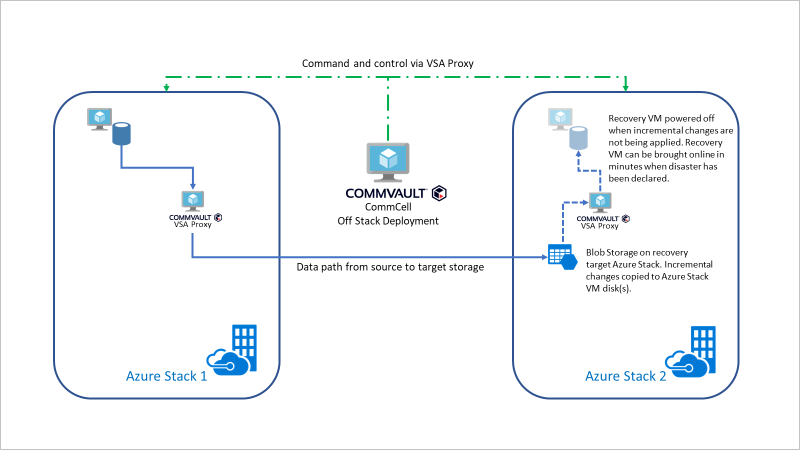 Command and control via VSA Proxy
Recovery VM powered off
when incremental changes are
not being applied. Recovery
VM can be brought online in
minutes when disaster has
been declared.
COMMVAULT
CommCell
Off Stack Deployment
COMMVAULT
VSA Proxy
COMMVAULT
VSA Proxy
Data path from source to target storage
Blob Storage on recovery
target Azure Stack. Incremental
changes copied to Azure Stack
VM disk(s).
Azure Stack 1
Azure Stack 2